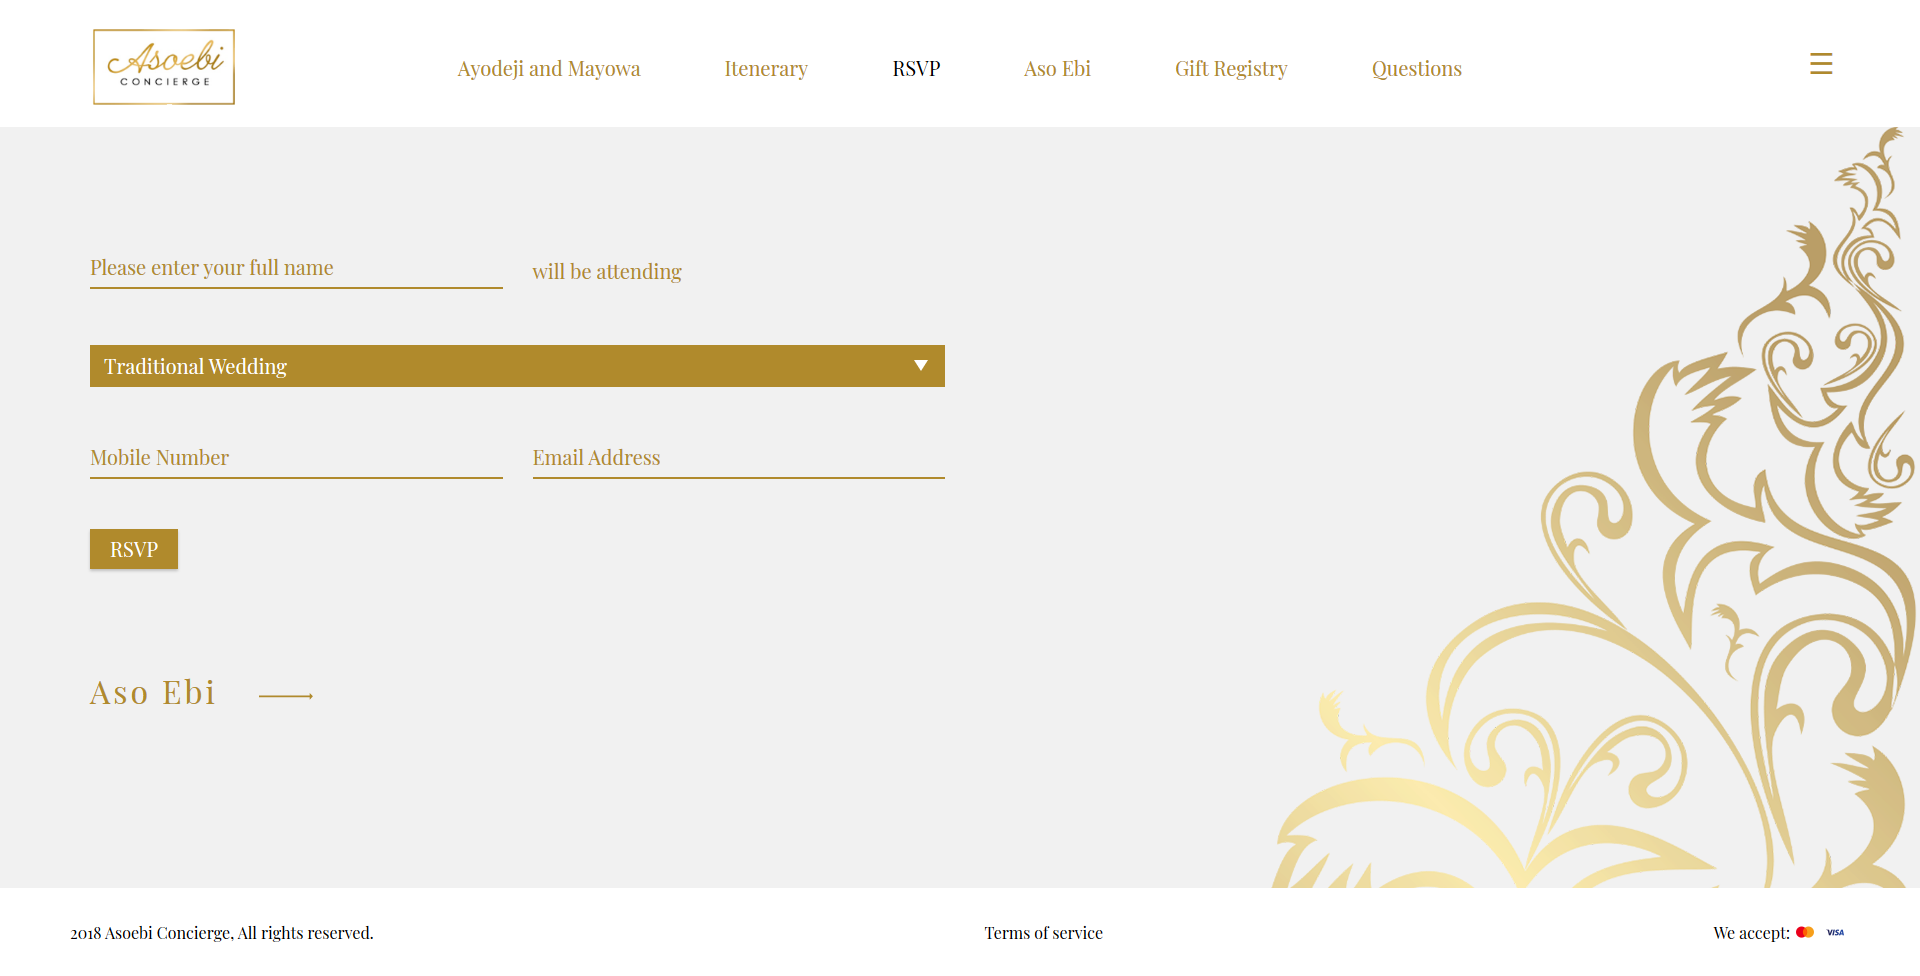 Asoebi
CONCIERGE
Ayodeji and Mayowa
Itenerary
RSVP
Aso Ebi
Gift Registry
Questions
Please enter your full name
will be attending
Traditional Wedding
Mobile Number
Email Address
RSVP
Aso Ebi
2018 Asoebi Concierge, All rights reserved.
Terms of service
We accept:
VISA